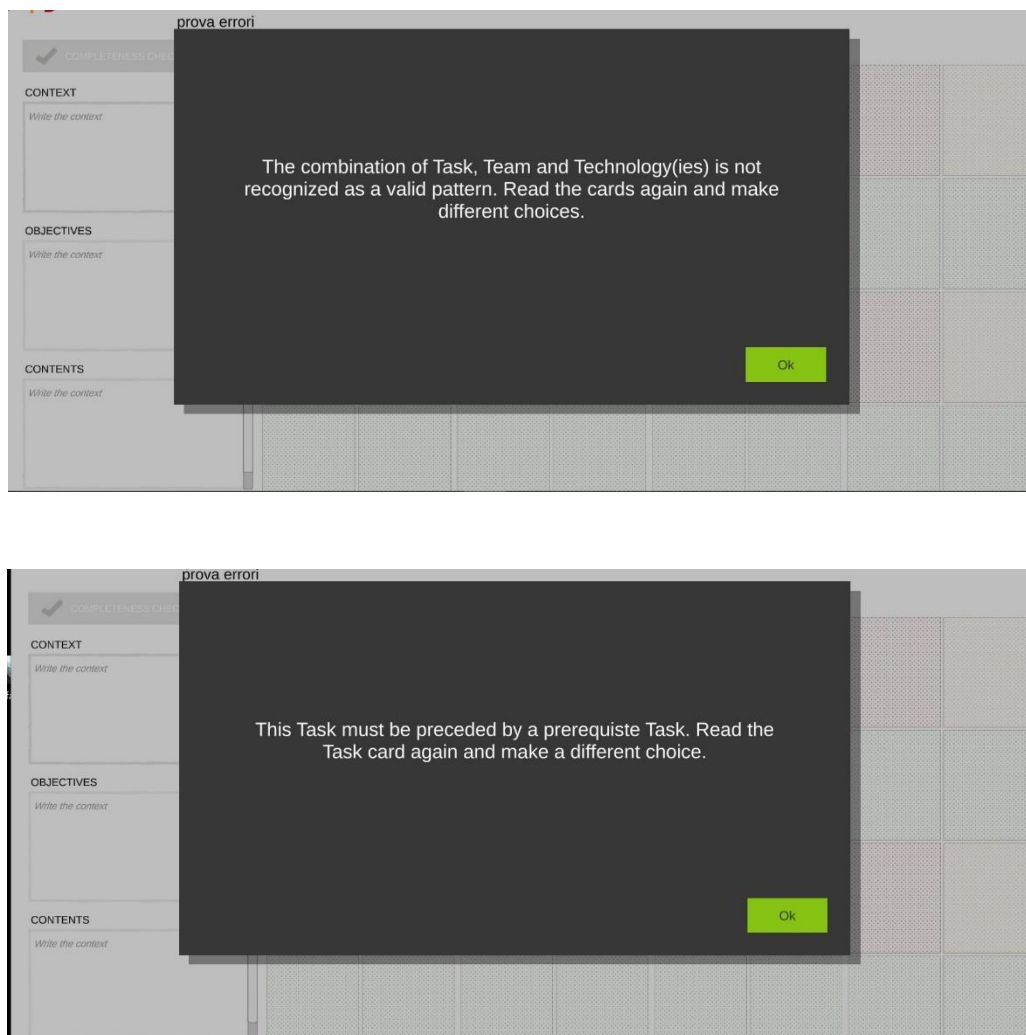 prova errori
COMPLETENESS CHEC
CONTEXT
Write the context
The combination of Task, Team and Technology(ies) is not
recognized as a valid pattern. Read the cards again and make
different choices.
OBJECTIVES
Write the context
Ok
CONTENTS
Write the context
prova errori
COMPLETENESS CHEC
CONTEXT
Write the context
This Task must be preceded by a prerequiste Task. Read the
Task card again and make a different choice.
OBJECTIVES
Write the context
Ok
CONTENTS
Write the context